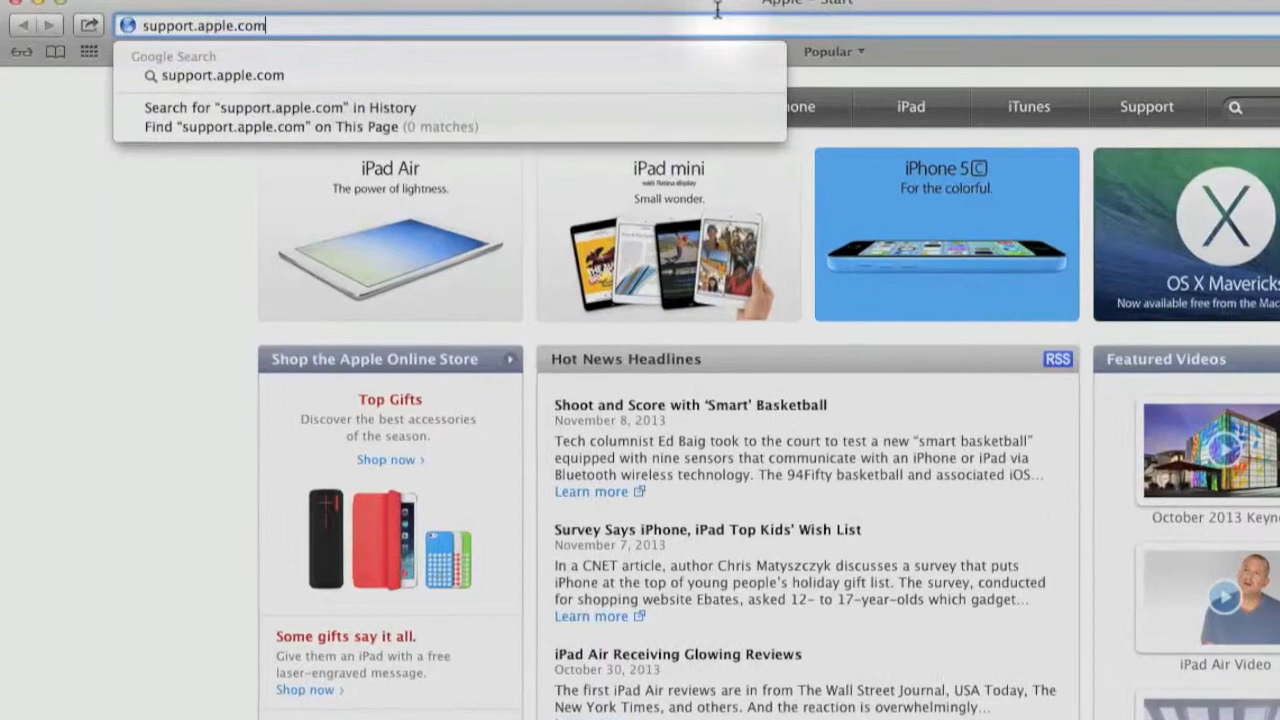 Apple – Start
support.apple.com
Google Search
support.apple.com
Search for “support.apple.com” in History
Find “support.apple.com” on This Page (0 matches)
Popular
iPad
iTunes
Support
iPad Air
The power of lightness.
iPad mini
with Retina display
Small wonder.
iPhone 5C
For the colorful.
X
OS X Mavericks
Now available free from the Mac
Shop the Apple Online Store
Top Gifts
Discover the best accessories
of the season.
Shop now ›
Some gifts say it all.
Give them an iPad with a free
laser-engraved message.
Shop now ›
Hot News Headlines
RSS
Shoot and Score with ‘Smart’ Basketball
November 8, 2013
Tech columnist Ed Baig took to the court to test a new “smart basketball”
equipped with nine sensors that communicate with an iPhone or iPad via
Bluetooth wireless technology. The 94Fifty basketball and associated iOS…
Learn more
Survey Says iPhone, iPad Top Kids’ Wish List
November 7, 2013
In a CNET article, author Chris Matyszczyk discusses a survey that puts
iPhone at the top of young people’s holiday gift list. The survey, conducted
for shopping website Ebates, asked 12- to 17-year-olds which gadget…
Learn more
iPad Air Receiving Glowing Reviews
October 30, 2013
The first iPad Air reviews are in from The Wall Street Journal, USA Today, The
New York Times, and others. And the reaction is overwhelmingly…
Featured Videos
October 2013 Keyn
iPad Air Video